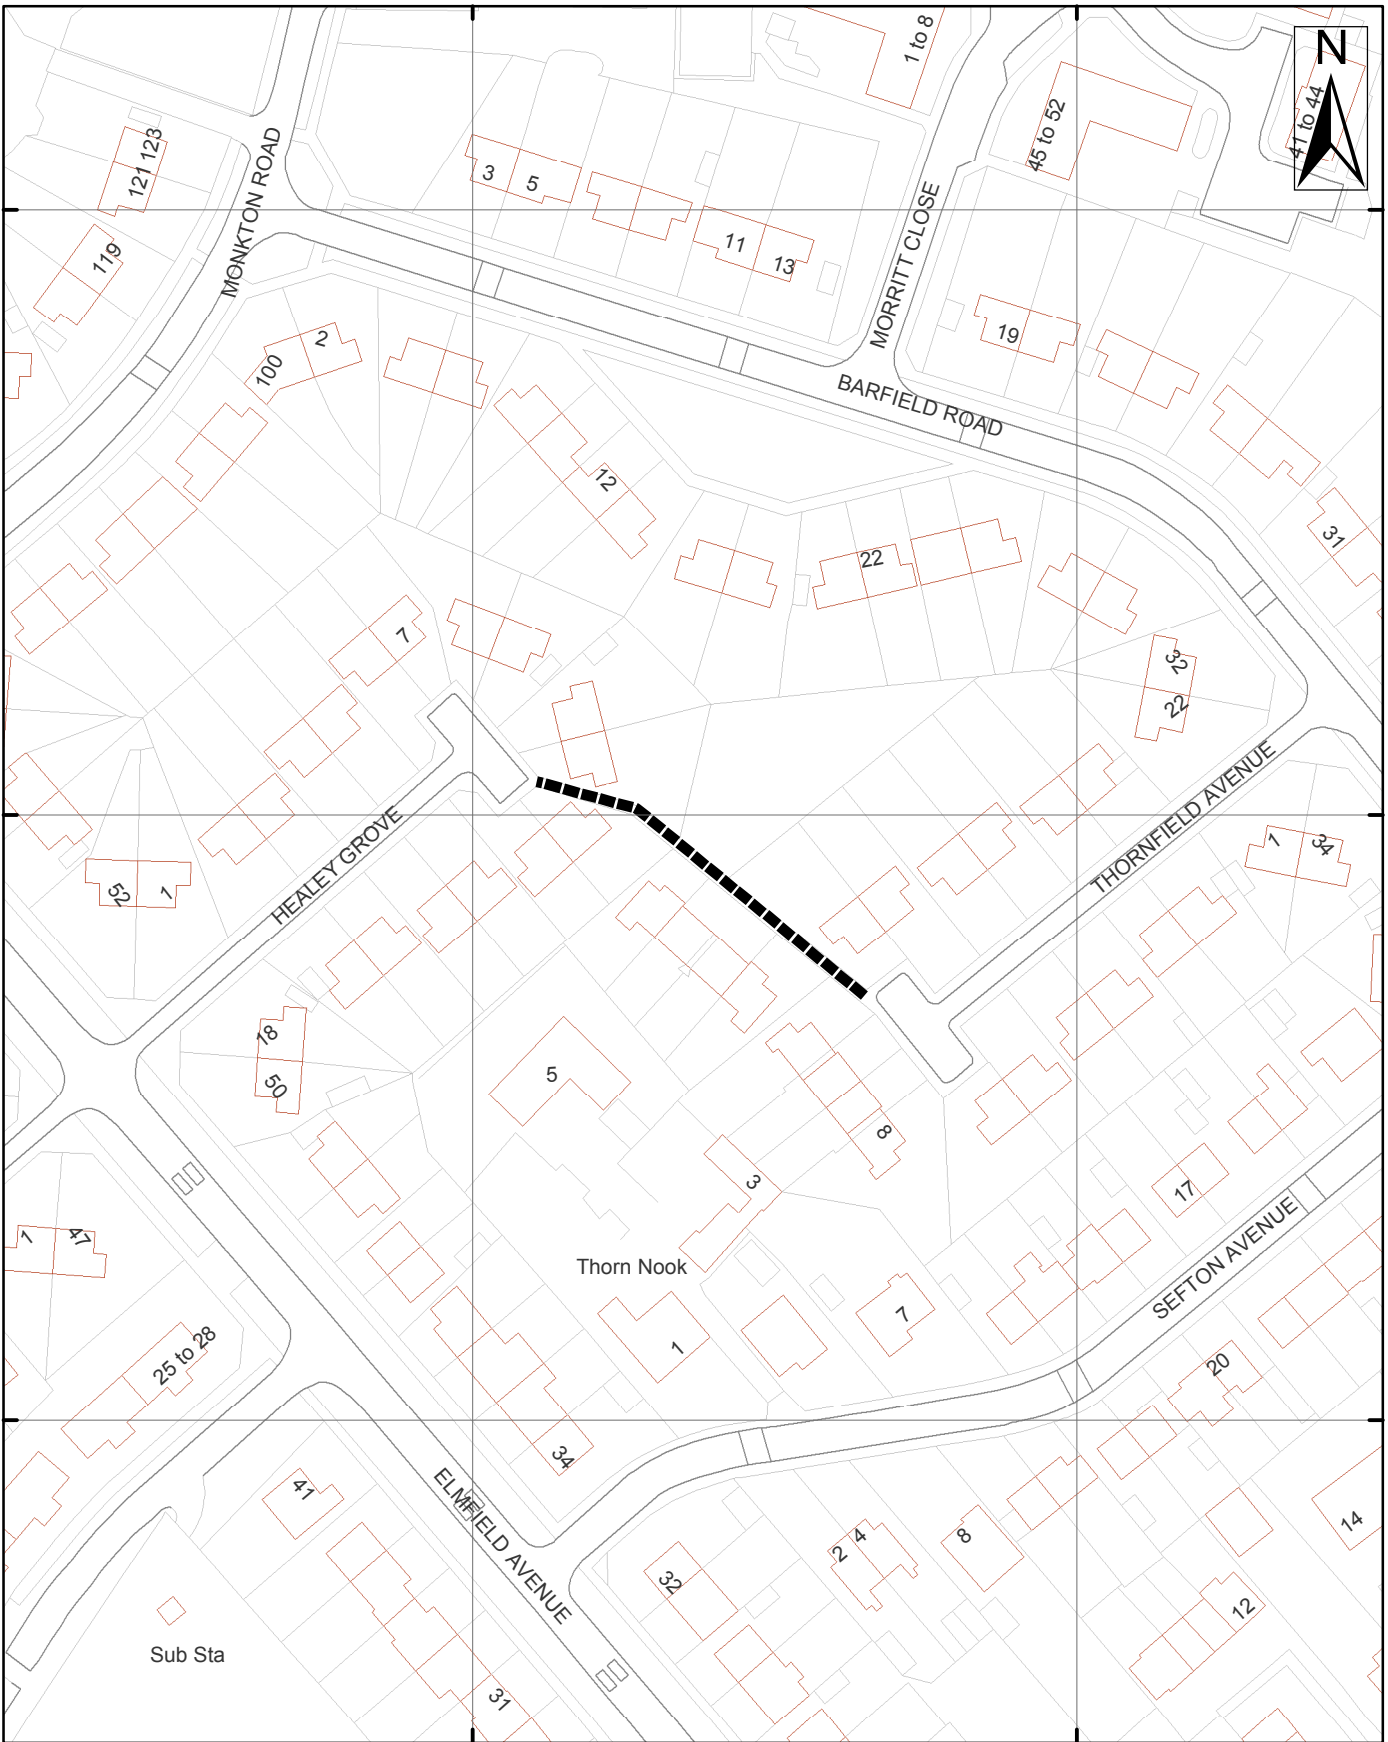 1 to 8
N
45 to 52
41 to 44
121 123
MONKTON ROAD
3
5
119
11
13
MORRITT CLOSE
19
100
2
BARFIELD ROAD
12
31
22
7
32
22
THORNFIELD AVENUE
HEALEY GROVE
1
34
52
1
18
5
50
8
3
17
1
47
Thorn Nook
SEFTON AVENUE
7
1
25 to 28
20
34
41
ELMFIELD AVENUE
14
2 4
8
32
12
Sub Sta
31